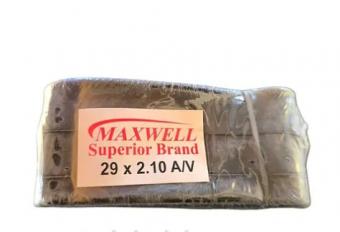 MAXWELL
Superior Brand
29 x 2.10 A/V